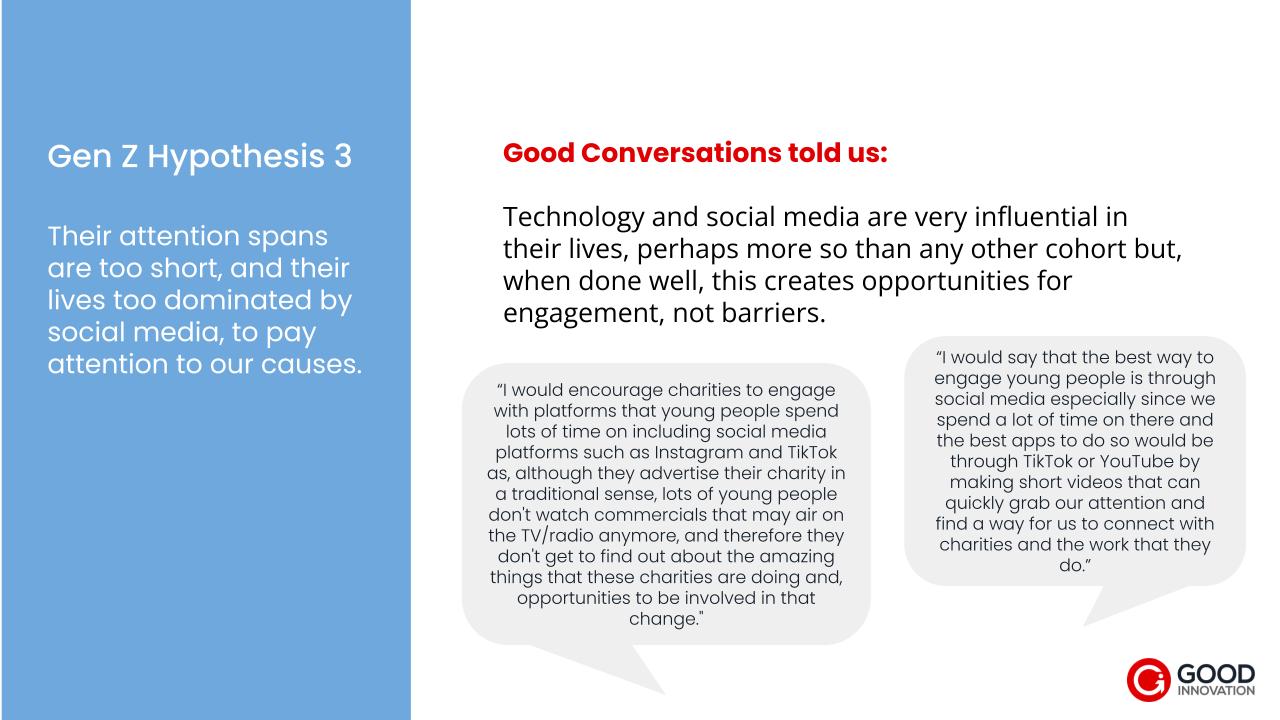 Gen Z Hypothesis 3
Their attention spans
are too short, and their
lives too dominated by
social media, to pay
attention to our causes.
Good Conversations told us:
Technology and social media are very influential in
their lives, perhaps more so than any other cohort but,
when done well, this creates opportunities for
engagement, not barriers.
“I would encourage charities to engage
with platforms that young people spend
lots of time on including social media
platforms such as Instagram and TikTok
as, although they advertise their charity in
a traditional sense, lots of young people
don't watch commercials that may air on
the TV/radio anymore, and therefore they
don't get to find out about the amazing
things that these charities are doing and,
opportunities to be involved in that
change."
“I would say that the best way to
engage young people is through
social media especially since we
spend a lot of time on there and
the best apps to do so would be
through TikTok or YouTube by
making short videos that can
quickly grab our attention and
find a way for us to connect with
charities and the work that they
do.”
GOOD
INNOVATION